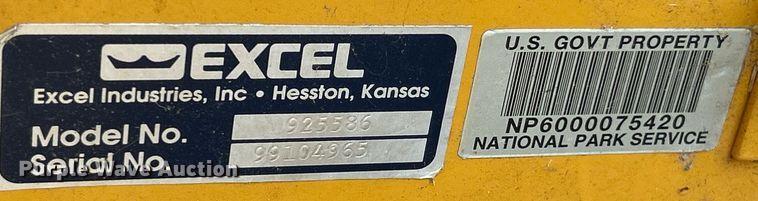 EXCEL
Excel Industries, Inc • Hesston, Kansas
Model No. 925586
Serial No. 99104965
U.S. GOVT PROPERTY
NP6000075420
NATIONAL PARK SERVICE
Purple Wave Auction